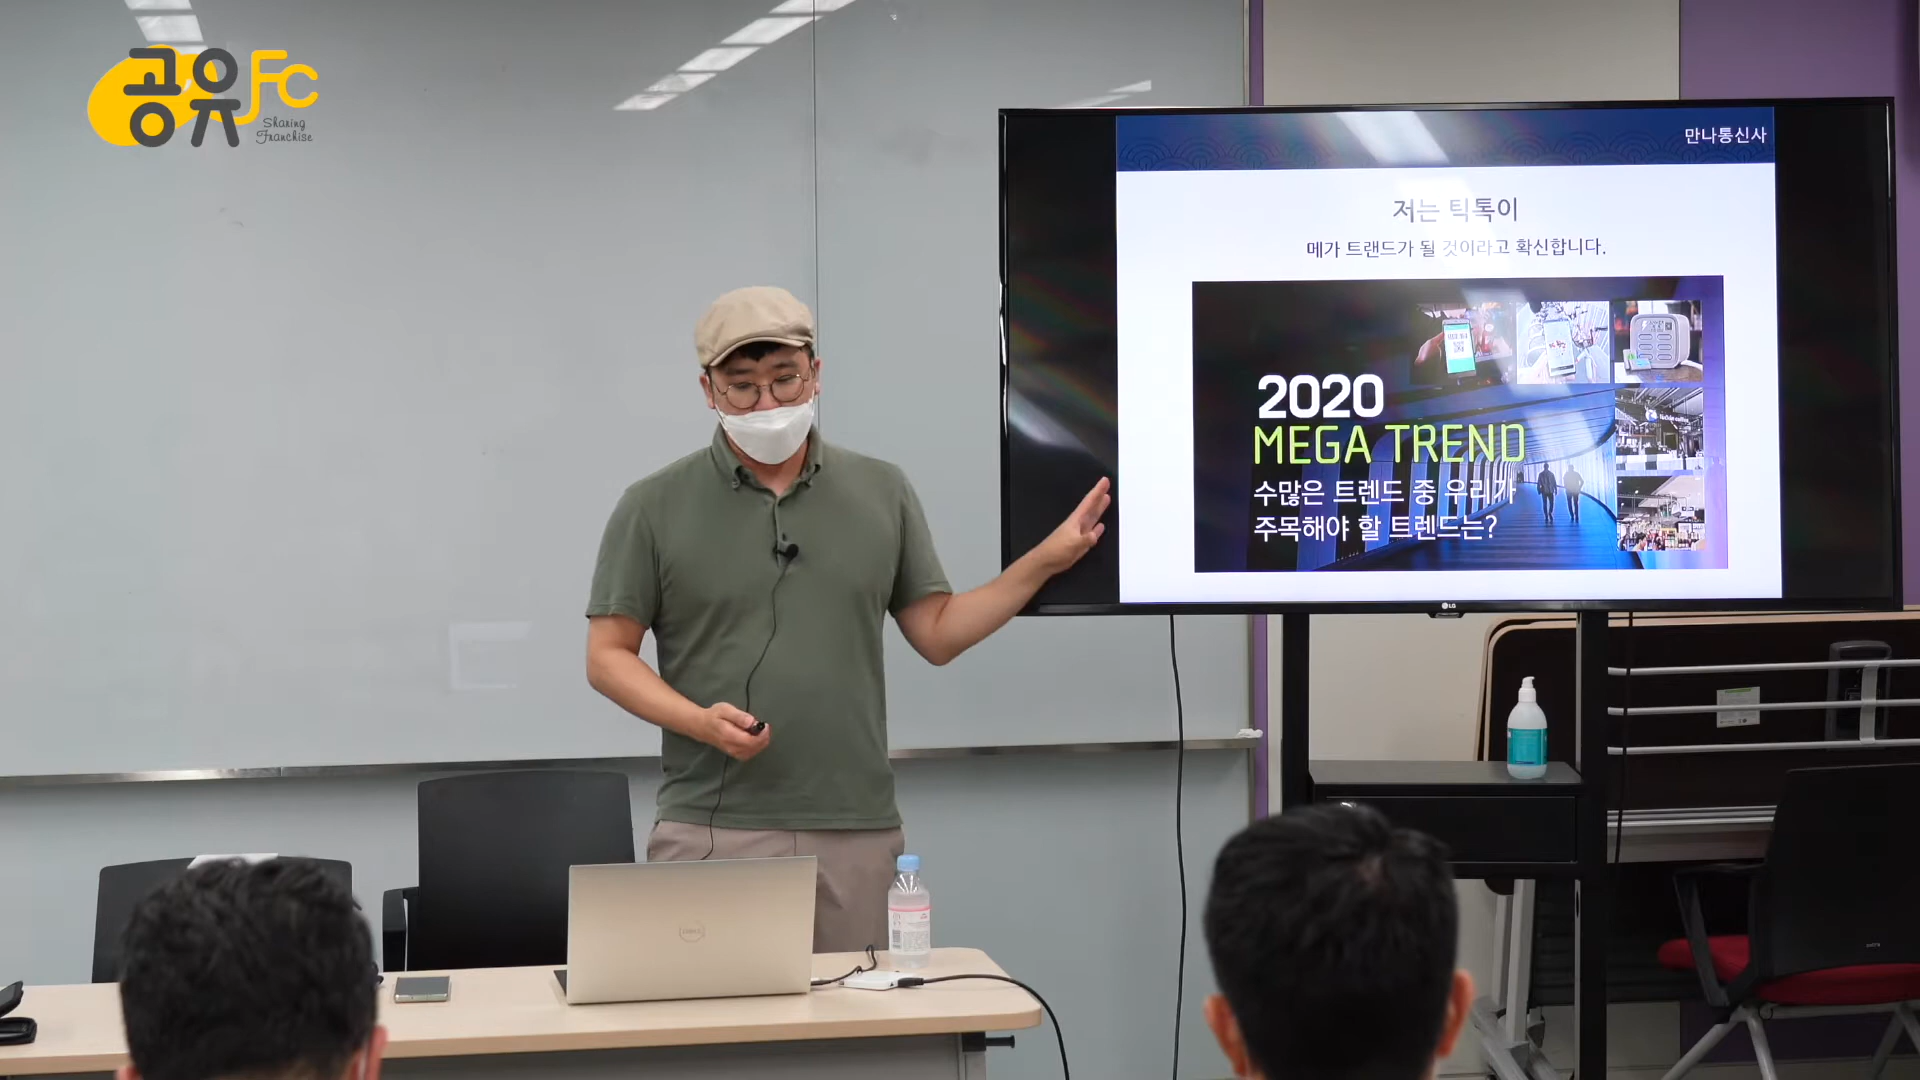 공유FC
Sharing
Franchise
만나통신사
저는 틱톡이
메가 트랜드가 될 것이라고 확신합니다.
2020
MEGA TREND
수많은 트렌드 중 우리가
주목해야 할 트렌드는?
LG
DELL